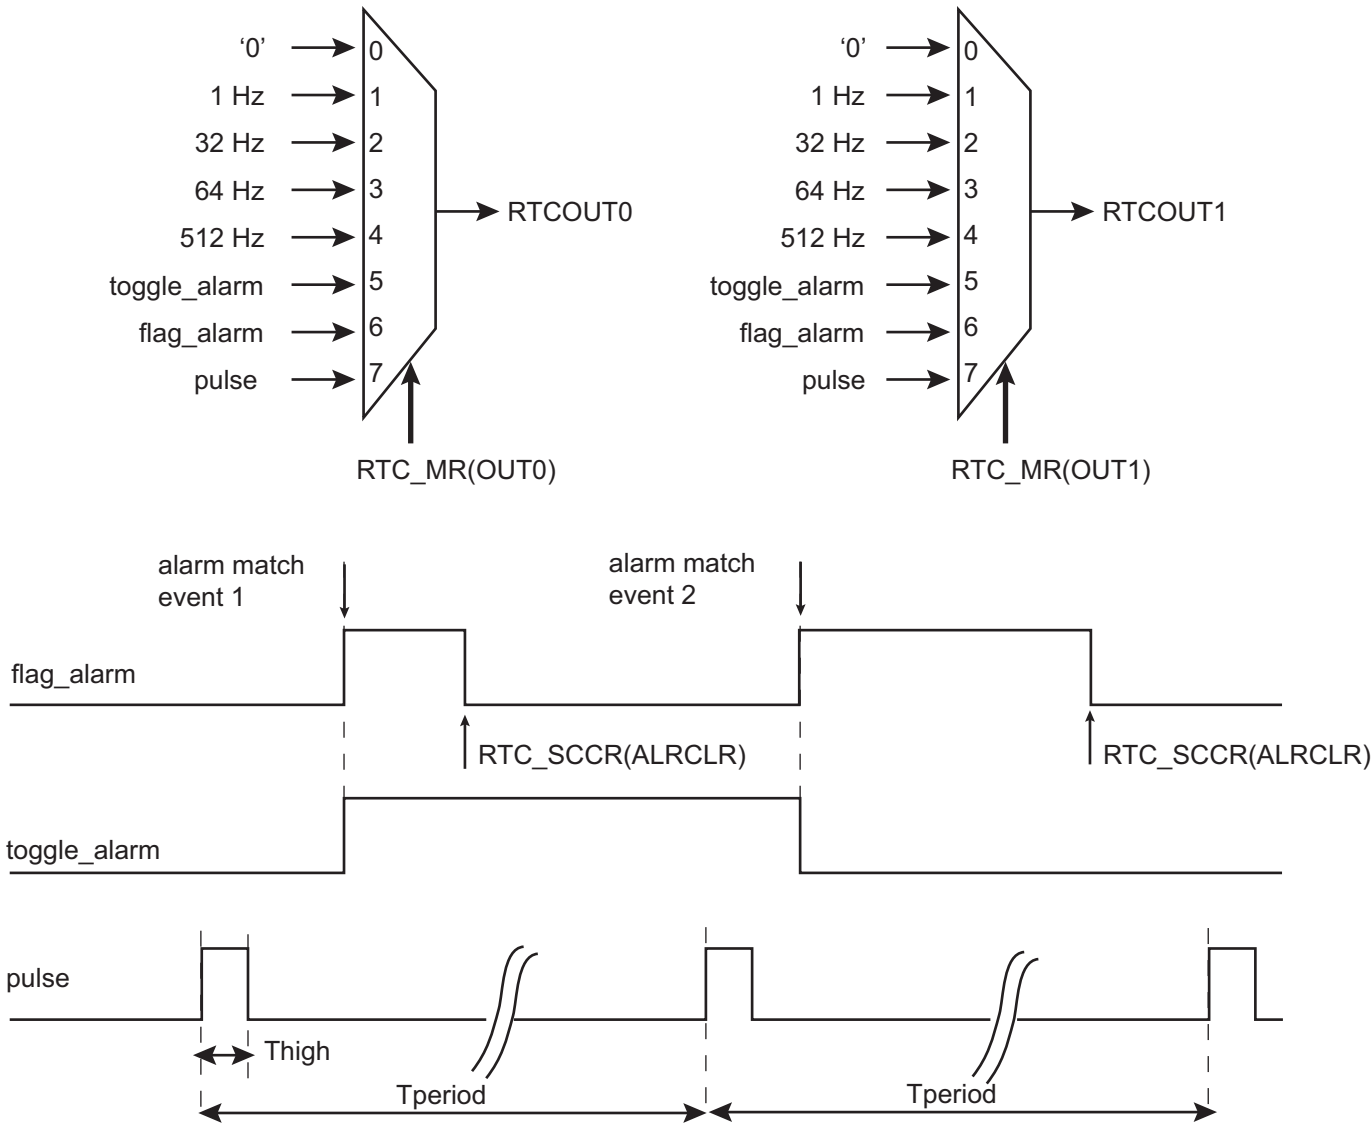 ‘0’
1 Hz
32 Hz
64 Hz
512 Hz
toggle_alarm
flag_alarm
pulse
0
1
2
3
4
5
6
7
RTCOUT0
RTC_MR(OUT0)
‘0’
1 Hz
32 Hz
64 Hz
512 Hz
toggle_alarm
flag_alarm
pulse
0
1
2
3
4
5
6
7
RTCOUT1
RTC_MR(OUT1)
alarm match
event 1
alarm match
event 2
flag_alarm
RTC_SCCR(ALRCLR)
RTC_SCCR(ALRCLR)
toggle_alarm
pulse
Thigh
Tperiod
Tperiod